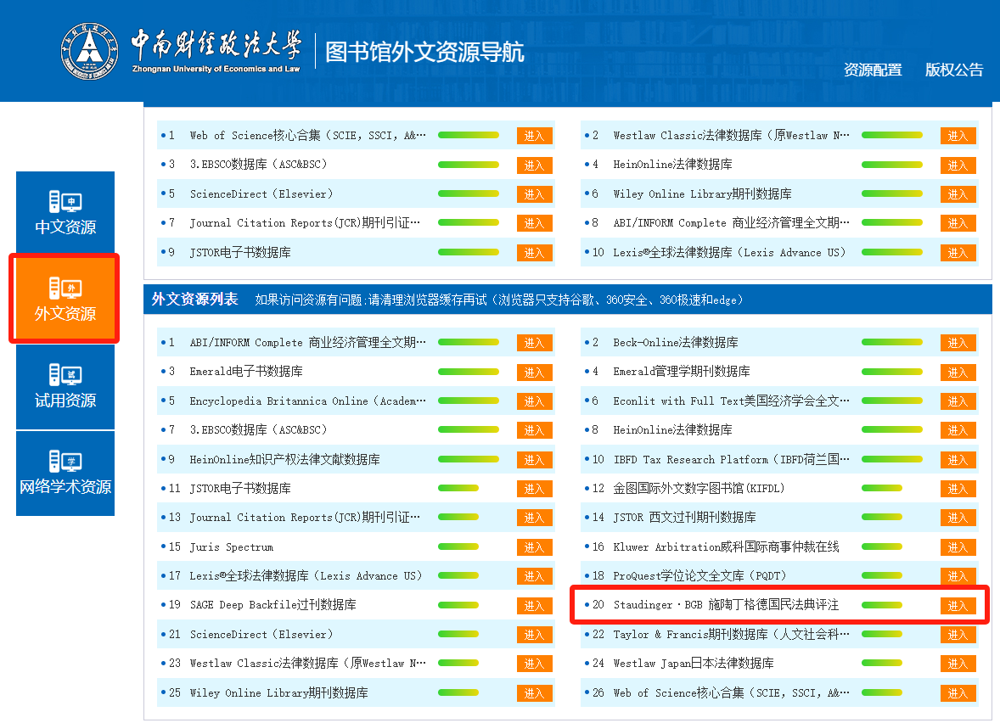 中南财经政法大学
Zhongnan University of Economics and Law
图书馆外文资源导航
资源配置 版权公告
中
中文资源
外
外文资源
试
试用资源
学
网络学术资源
1 Web of Science核心合集（SCIE，SSCI，A&… 进入
2 Westlaw Classic法律数据库（原Westlaw N… 进入
3 3.EBSCO数据库（ASC&BSC） 进入
4 HeinOnline法律数据库 进入
5 ScienceDirect（Elsevier） 进入
6 Wiley Online Library期刊数据库 进入
7 Journal Citation Reports(JCR)期刊引证… 进入
8 ABI/INFORM Complete 商业经济管理全文期… 进入
9 JSTOR电子书数据库 进入
10 Lexis®全球法律数据库（Lexis Advance US） 进入
外文资源列表 如果访问资源有问题;请清理浏览器缓存再试（浏览器只支持谷歌、360安全、360极速和edge）
1 ABI/INFORM Complete 商业经济管理全文期… 进入
2 Beck-Online法律数据库 进入
3 Emerald电子书数据库 进入
4 Emerald管理学期刊数据库 进入
5 Encyclopedia Britannica Online（Academ… 进入
6 Econlit with Full Text美国经济学会全文… 进入
7 3.EBSCO数据库（ASC&BSC） 进入
8 HeinOnline法律数据库 进入
9 HeinOnline知识产权法律文献数据库 进入
10 IBFD Tax Research Platform（IBFD荷兰国… 进入
11 JSTOR电子书数据库 进入
12 金图国际外文数字图书馆(KIFDL) 进入
13 Journal Citation Reports(JCR)期刊引证… 进入
14 JSTOR 西文过刊期刊数据库 进入
15 Juris Spectrum 进入
16 Kluwer Arbitration威科国际商事仲裁在线 进入
17 Lexis®全球法律数据库（Lexis Advance US） 进入
18 ProQuest学位论文全文库（PQDT） 进入
19 SAGE Deep Backfile过刊数据库 进入
20 Staudinger·BGB 施陶丁格德国民法典评注 进入
21 ScienceDirect（Elsevier） 进入
22 Taylor & Francis期刊数据库（人文社会科… 进入
23 Westlaw Classic法律数据库（原Westlaw N… 进入
24 Westlaw Japan日本法律数据库 进入
25 Wiley Online Library期刊数据库 进入
26 Web of Science核心合集（SCIE，SSCI，A&… 进入